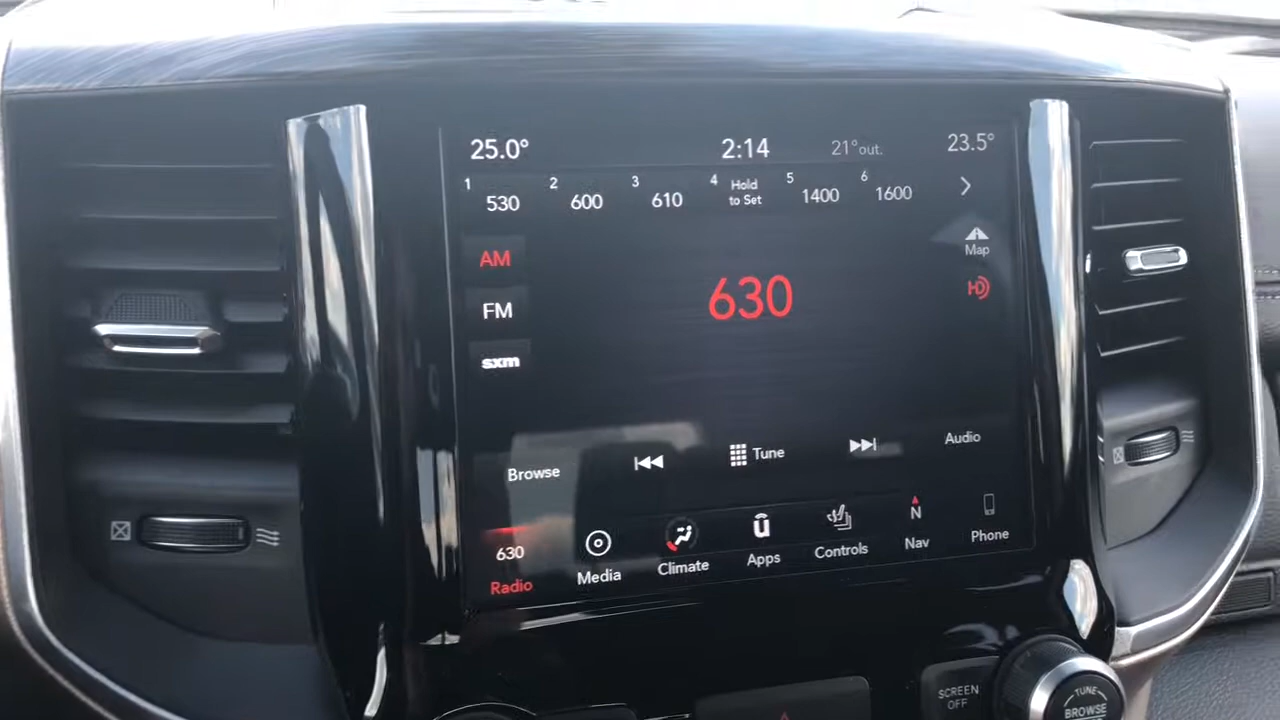 25.0° 2:14 21°out. 23.5°
1 530 2 600 3 610 4 Hold to Set 5 1400 6 1600
Map
AM
630
HD
FM
sxm
Browse
Tune
Audio
630
Radio
Media
Climate
u
Apps
Controls
N
Nav
Phone
SCREEN
OFF
TUNE
BROWSE